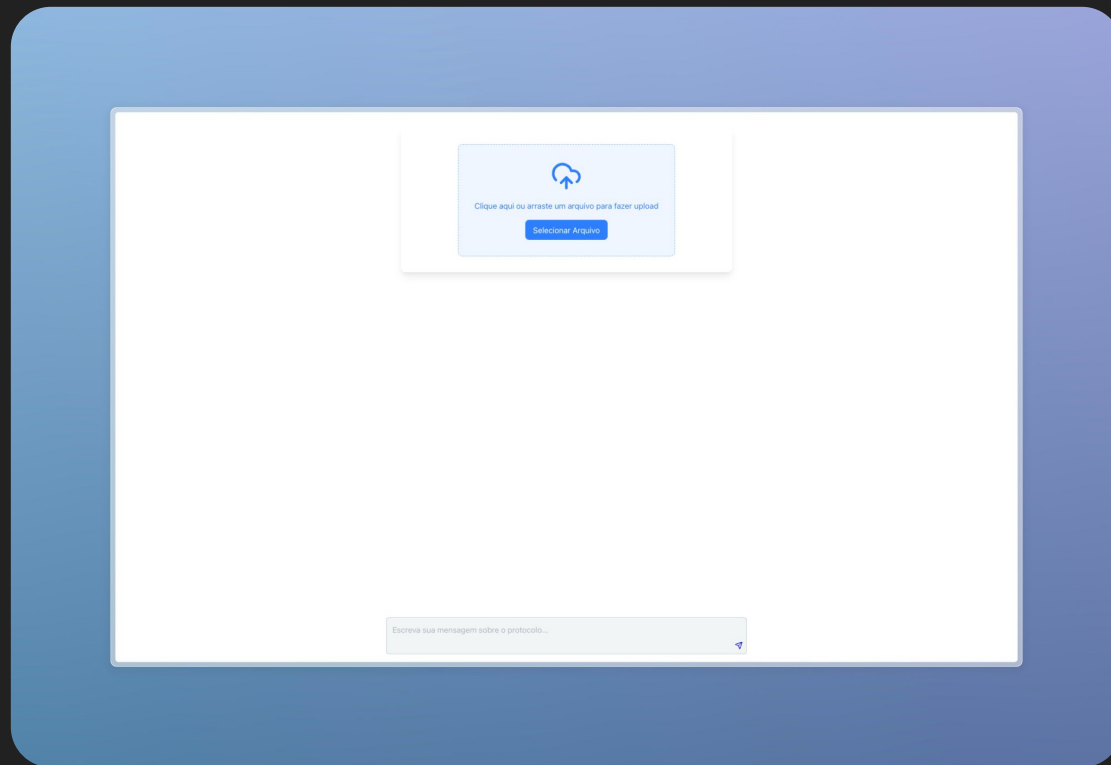 Clique aqui ou arraste um arquivo para fazer upload
Selecionar Arquivo
Escreva sua mensagem sobre o protocolo...